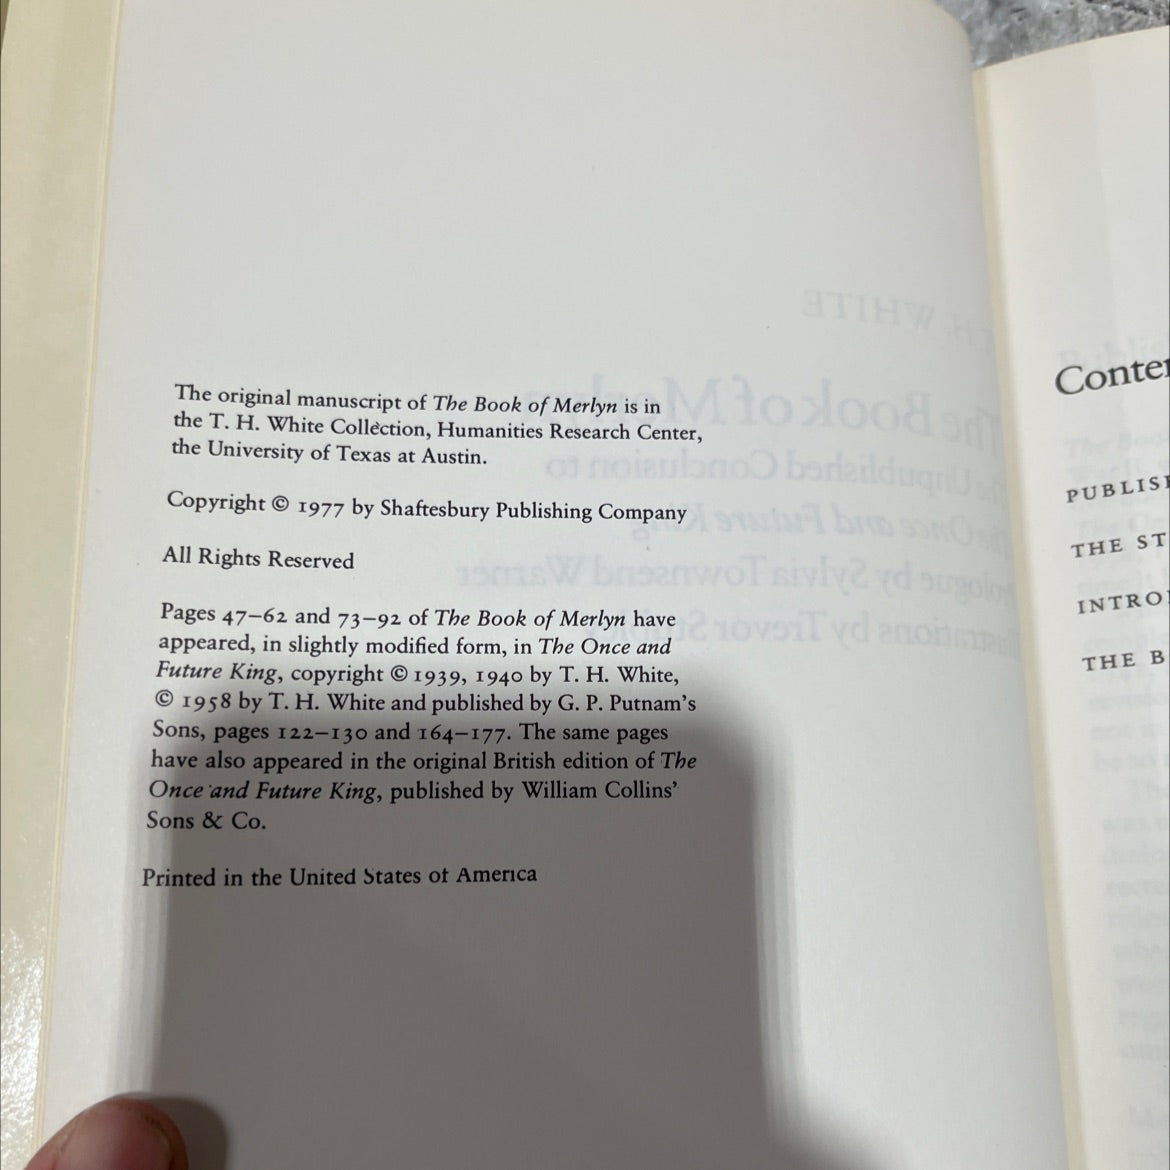 The original manuscript of The Book of Merlyn is in
the T. H. White Collection, Humanities Research Center,
the University of Texas at Austin.
Copyright © 1977 by Shaftesbury Publishing Company
All Rights Reserved
Pages 47–62 and 73–92 of The Book of Merlyn have
appeared, in slightly modified form, in The Once and
Future King, copyright © 1939, 1940 by T. H. White,
© 1958 by T. H. White and published by G. P. Putnam's
Sons, pages 122–130 and 164–177. The same pages
have also appeared in the original British edition of The
Once and Future King, published by William Collins'
Sons & Co.
Printed in the United States of America
Conte
PUBLIS
THE ST
INTRO
THE B